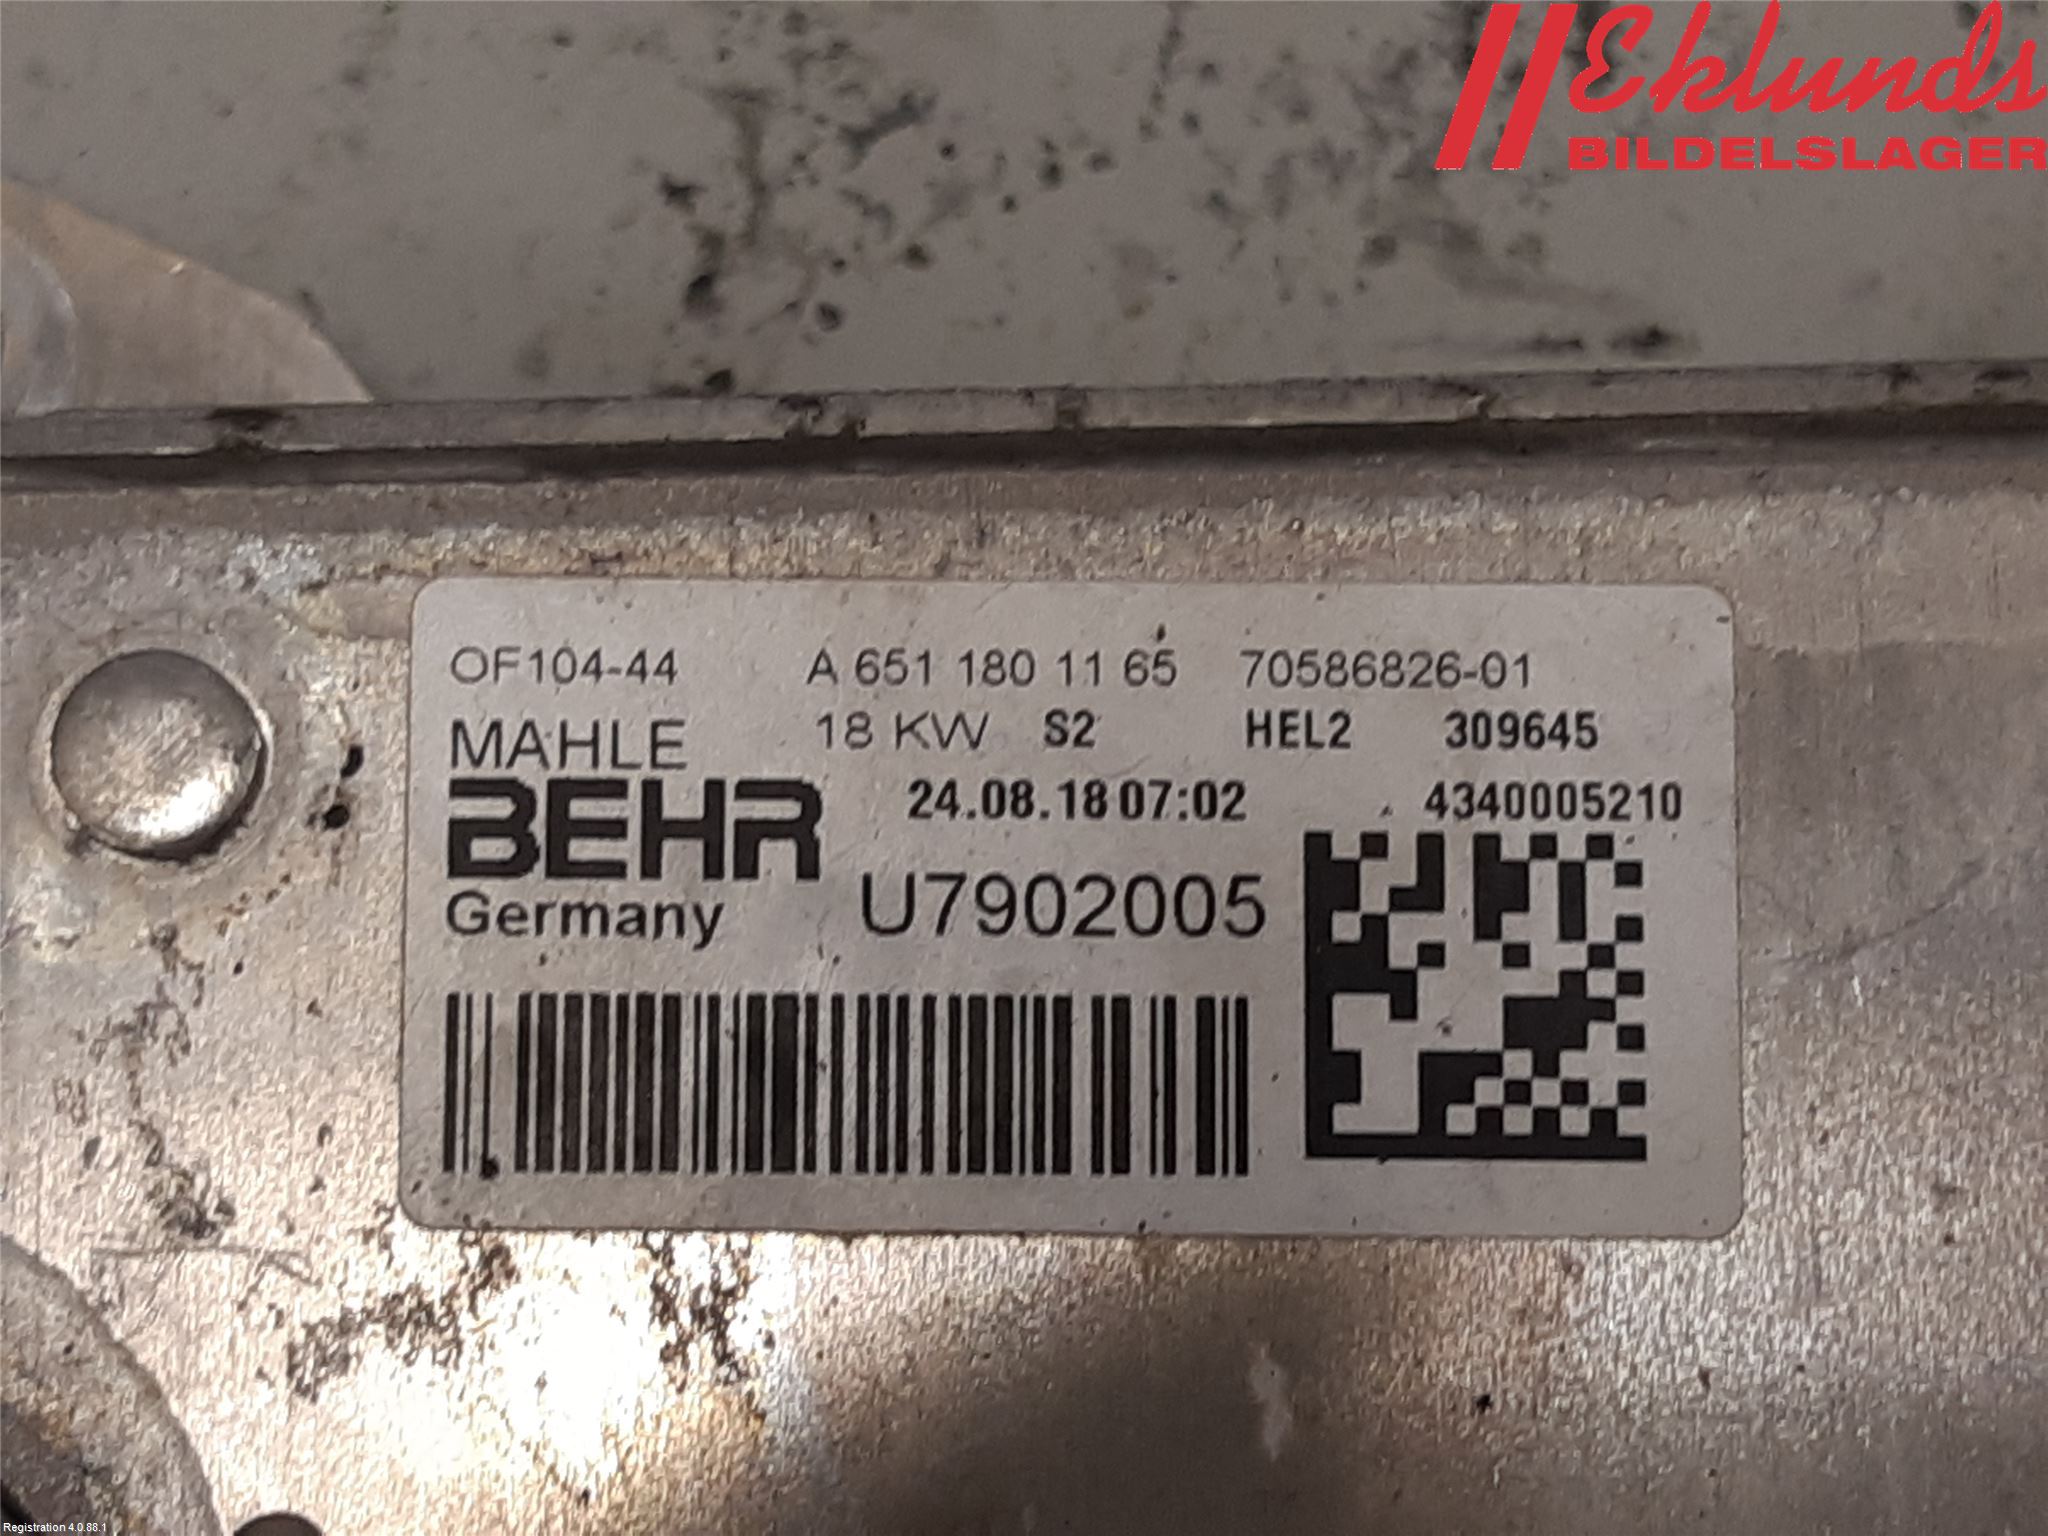 Eklunds
BILDELSLAGER
OF104-44 A 651 180 11 65 70586826-01
MAHLE 18 KW S2 HEL2 309645
BEHR 24.08.18 07:02 4340005210
Germany U7902005
Registration 4.0.88.1